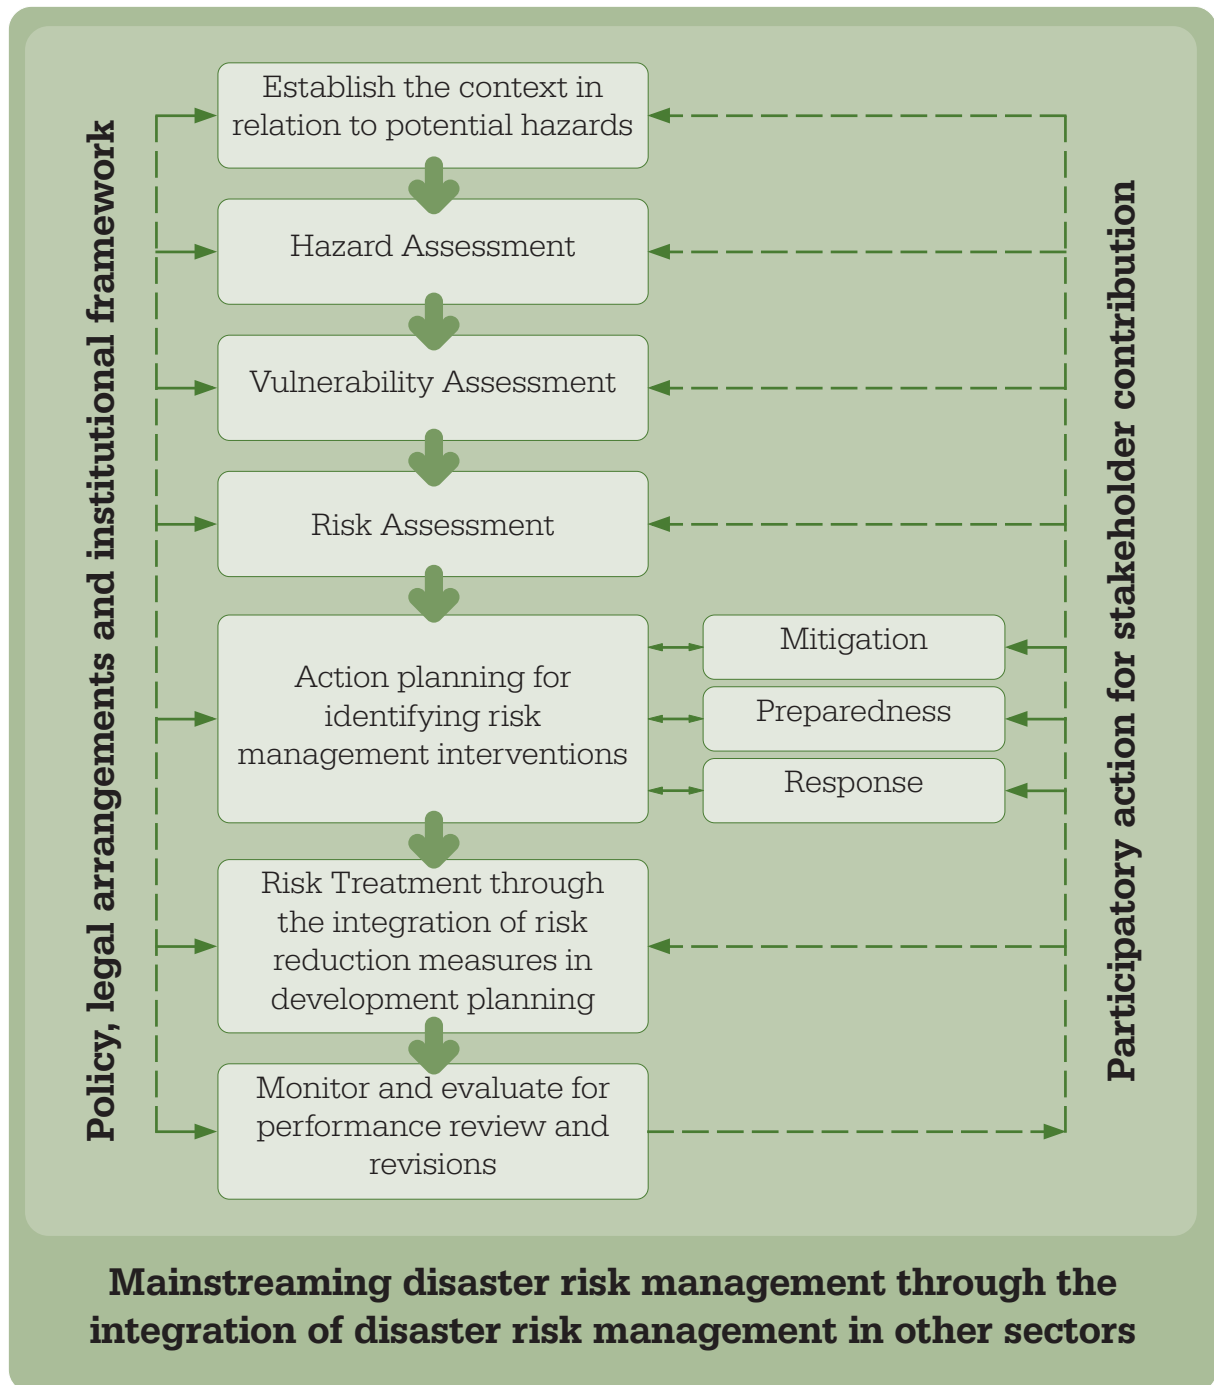 Policy, legal arrangements and institutional framework
Establish the context in
relation to potential hazards
Hazard Assessment
Vulnerability Assessment
Risk Assessment
Action planning for
identifying risk
management interventions
Mitigation
Preparedness
Response
Risk Treatment through
the integration of risk
reduction measures in
development planning
Monitor and evaluate for
performance review and
revisions
Participatory action for stakeholder contribution
Mainstreaming disaster risk management through the
integration of disaster risk management in other sectors